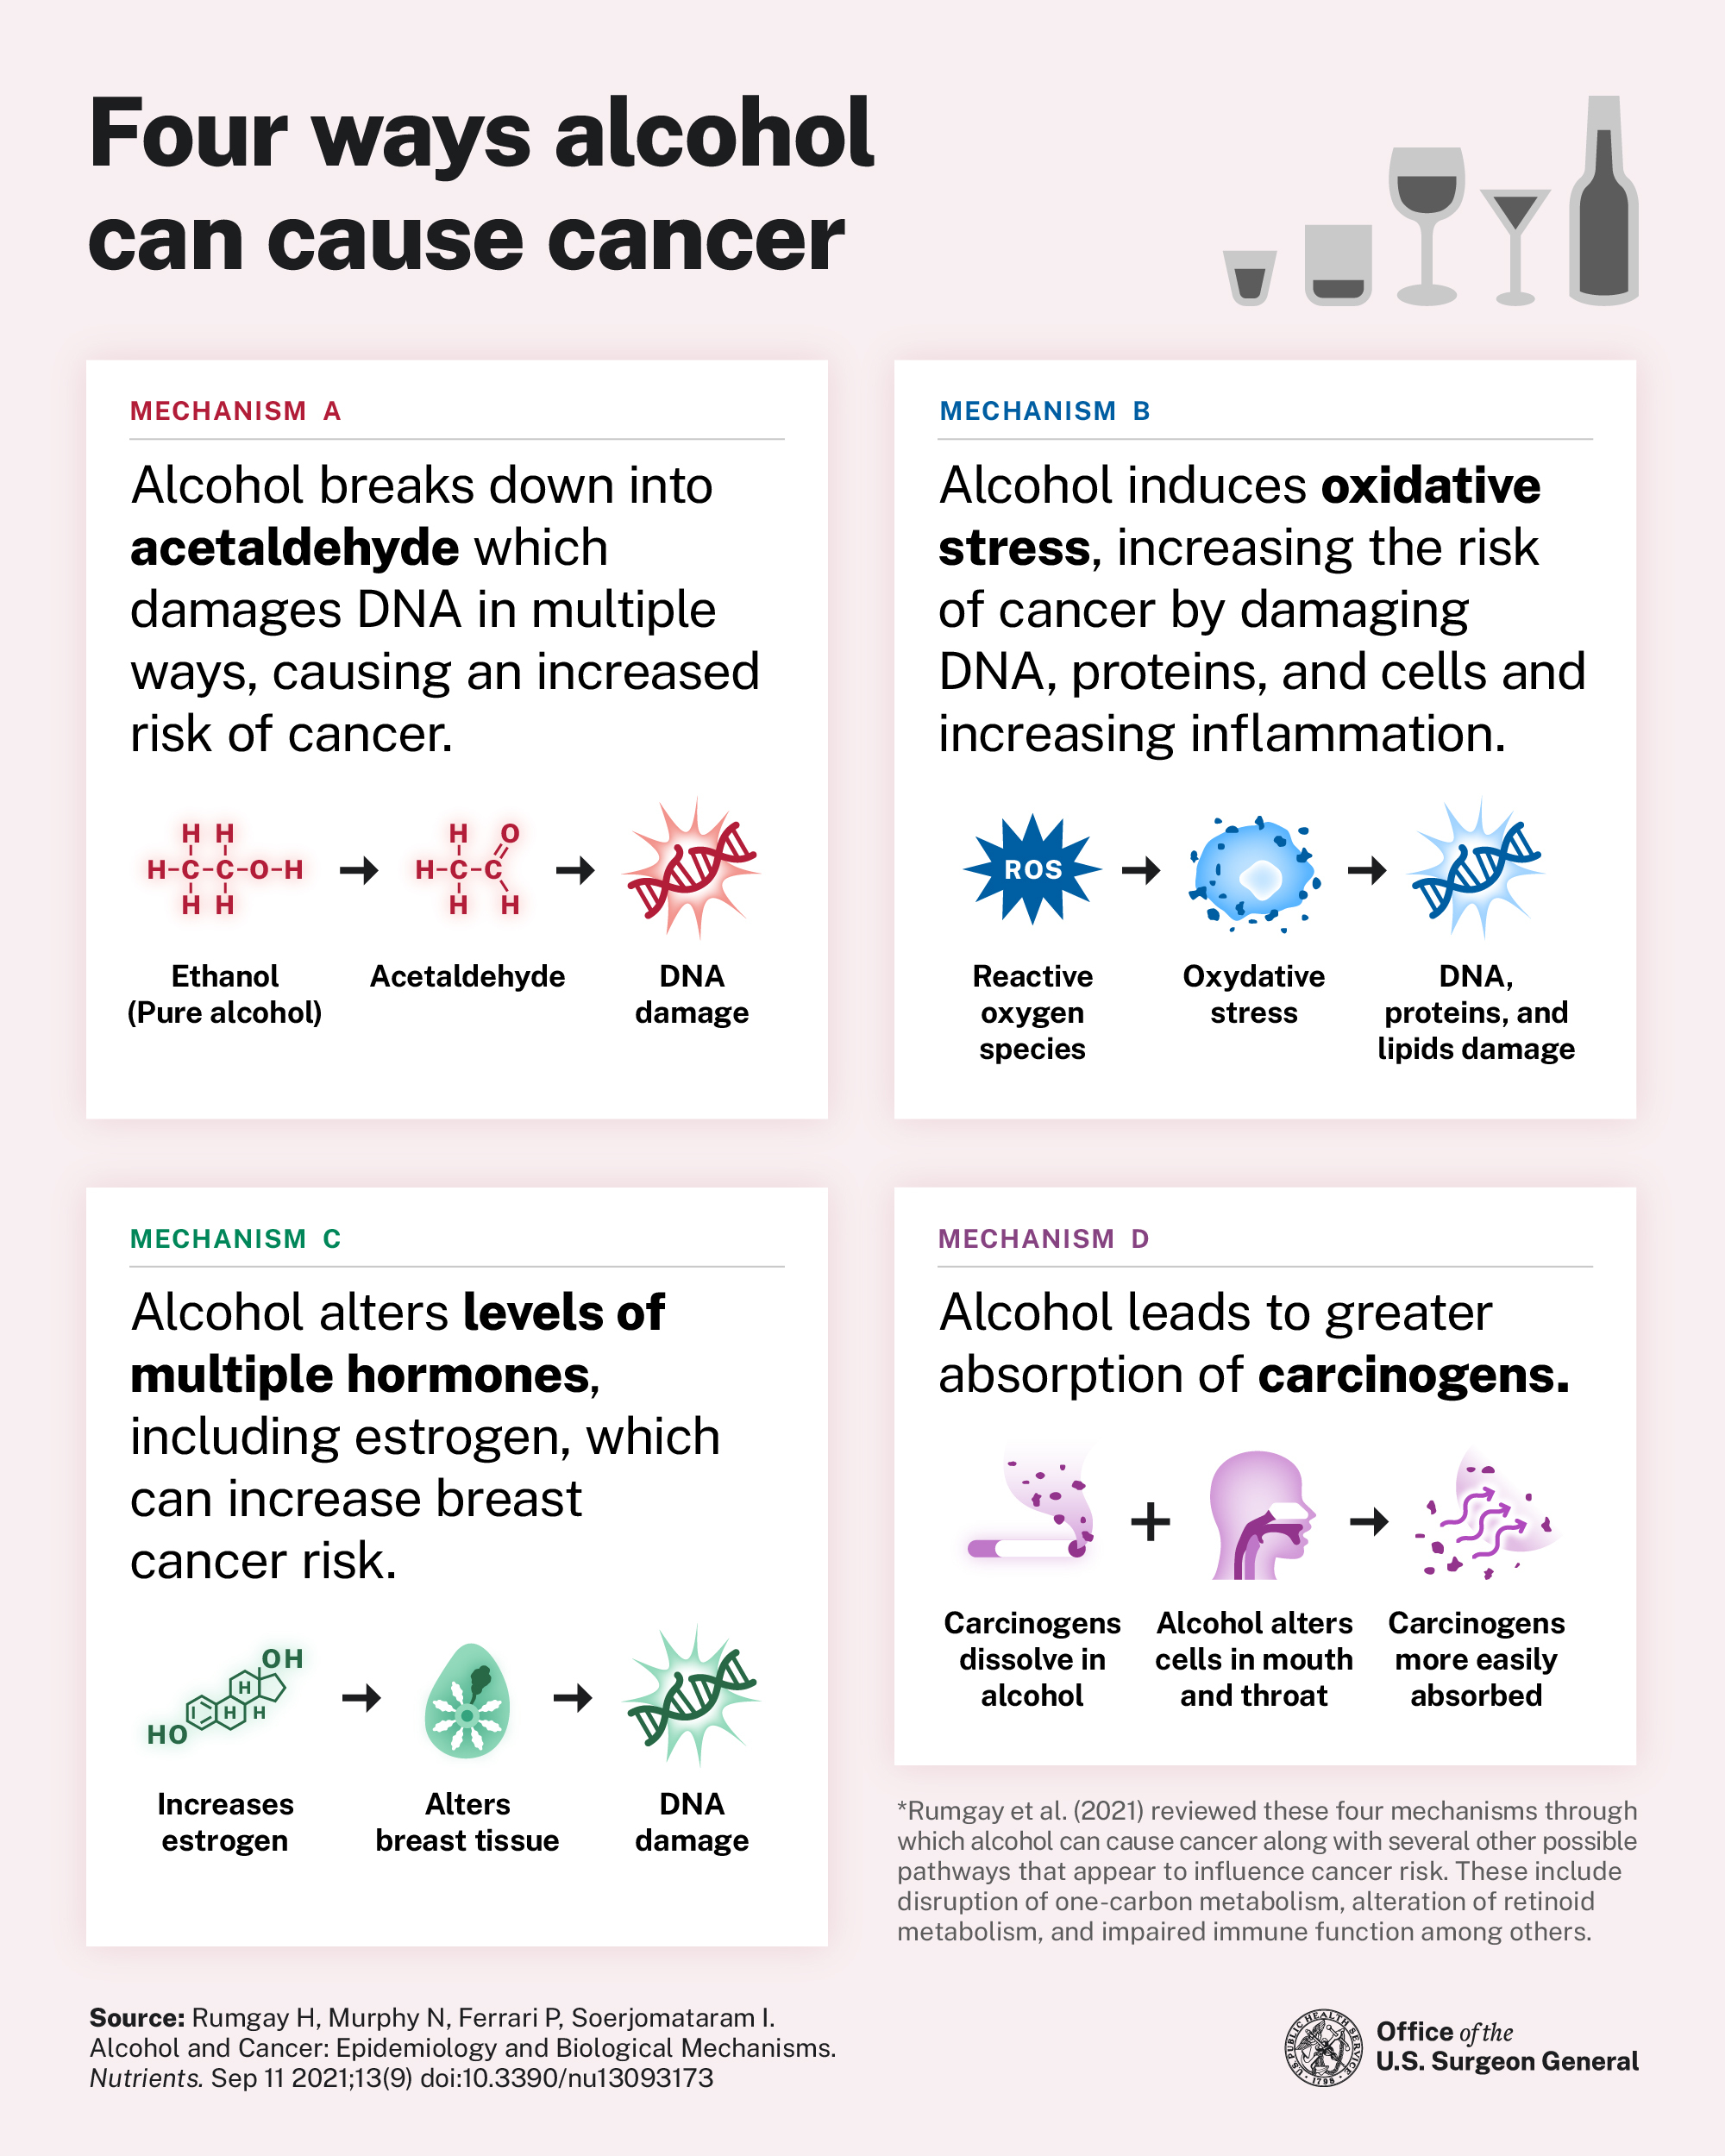 Four ways alcohol
can cause cancer
MECHANISM A
Alcohol breaks down into
acetaldehyde which
damages DNA in multiple
ways, causing an increased
risk of cancer.
H H
H-C-C-O-H
H H
H O
H-C-C
H H
Ethanol
(Pure alcohol)
Acetaldehyde
DNA
damage
MECHANISM B
Alcohol induces oxidative
stress, increasing the risk
of cancer by damaging
DNA, proteins, and cells and
increasing inflammation.
ROS
Reactive
oxygen
species
Oxydative
stress
DNA,
proteins, and
lipids damage
MECHANISM C
Alcohol alters levels of
multiple hormones,
including estrogen, which
can increase breast
cancer risk.
OH
H
H H
HO
Increases
estrogen
Alters
breast tissue
DNA
damage
MECHANISM D
Alcohol leads to greater
absorption of carcinogens.
Carcinogens
dissolve in
alcohol
Alcohol alters
cells in mouth
and throat
Carcinogens
more easily
absorbed
*Rumgay et al. (2021) reviewed these four mechanisms through
which alcohol can cause cancer along with several other possible
pathways that appear to influence cancer risk. These include
disruption of one-carbon metabolism, alteration of retinoid
metabolism, and impaired immune function among others.
Source: Rumgay H, Murphy N, Ferrari P, Soerjomataram I.
Alcohol and Cancer: Epidemiology and Biological Mechanisms.
Nutrients. Sep 11 2021;13(9) doi:10.3390/nu13093173
U.S. PUBLIC HEALTH SERVICE
1798
Office of the
U.S. Surgeon General